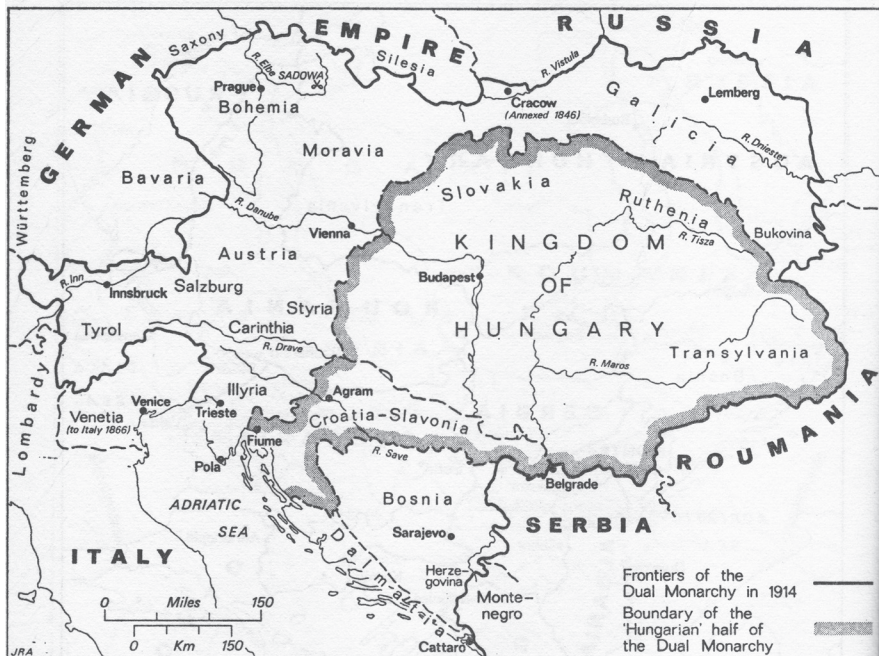 GERMAN EMPIRE
RUSSIA
Saxony
Silesia
R. Elbe
SADOWA
Prague
Bohemia
R. Vistula
Cracow
(Annexed 1846)
Galicia
Lemberg
R. Dniester
Württemberg
Bavaria
Moravia
Slovakia
Ruthenia
R. Tisza
Bukovina
R. Danube
Vienna
Austria
KINGDOM
OF
HUNGARY
Budapest
R. Inn
Innsbruck
Salzburg
Styria
Tyrol
Carinthia
R. Drave
R. Maros
Transylvania
Lombardy
Venetia
(to Italy 1866)
Venice
Illyria
Trieste
Agram
Croatia-Slavonia
Fiume
Pola
R. Save
ROUMANIA
Belgrade
Bosnia
ADRIATIC
SEA
Sarajevo
SERBIA
ITALY
Dalmatia
Herze-
govina
Monte-
negro
Cattaro
0 Miles 150
0 Km 150
JRA
Frontiers of the
Dual Monarchy in 1914
Boundary of the
'Hungarian' half of
the Dual Monarchy